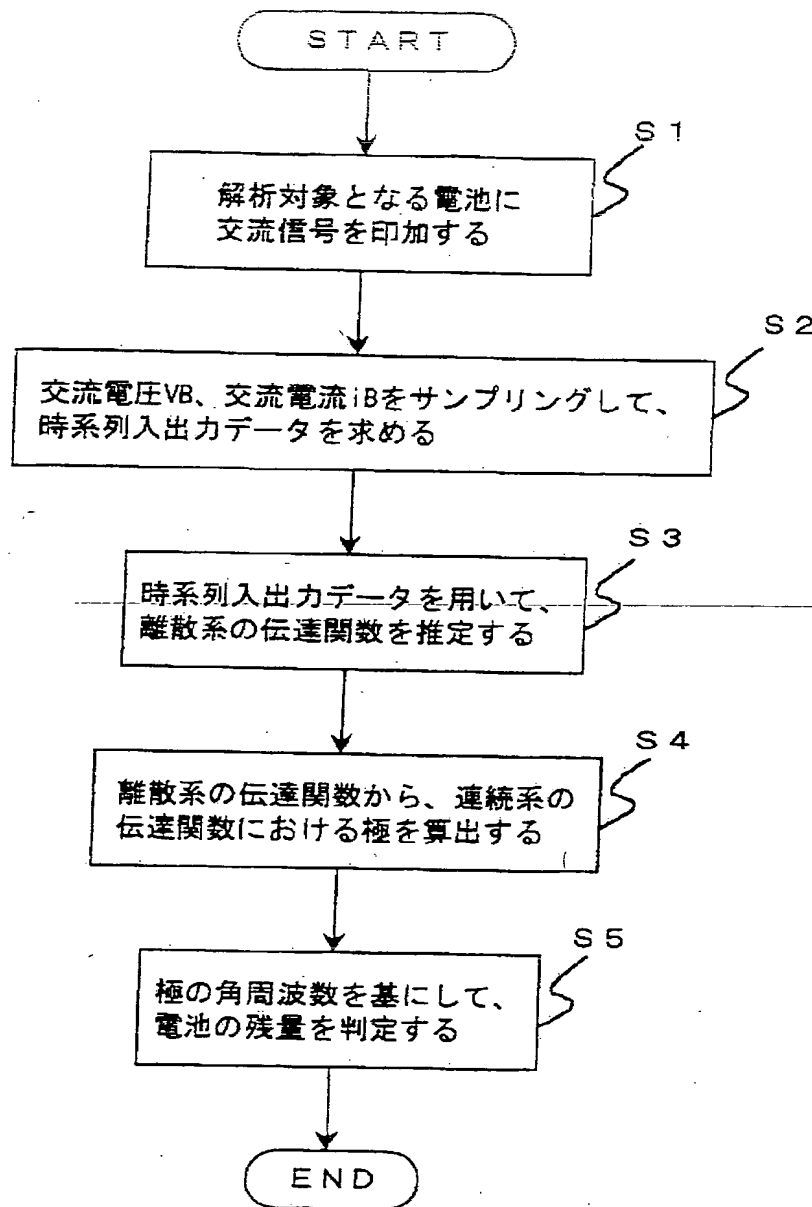 START
S1
解析対象となる電池に
交流信号を印加する
S2
交流電圧VB、交流電流iBをサンプリングして、
時系列入出力データを求める
S3
時系列入出力データを用いて、
離散系の伝達関数を推定する
S4
離散系の伝達関数から、連続系の
伝達関数における極を算出する
S5
極の角周波数を基にして、
電池の残量を判定する
END